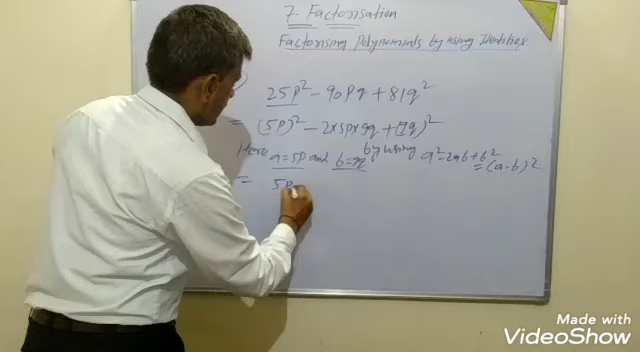 7. Factorisation
Factorising Polynomials by using Identities
25p² - 90pq + 81q²
= (5p)² - 2×5p×9q + (9q)²
Here a=5p and b=9q by using a²-2ab+b²
= (a-b)²
= 5p
Made with
VideoShow